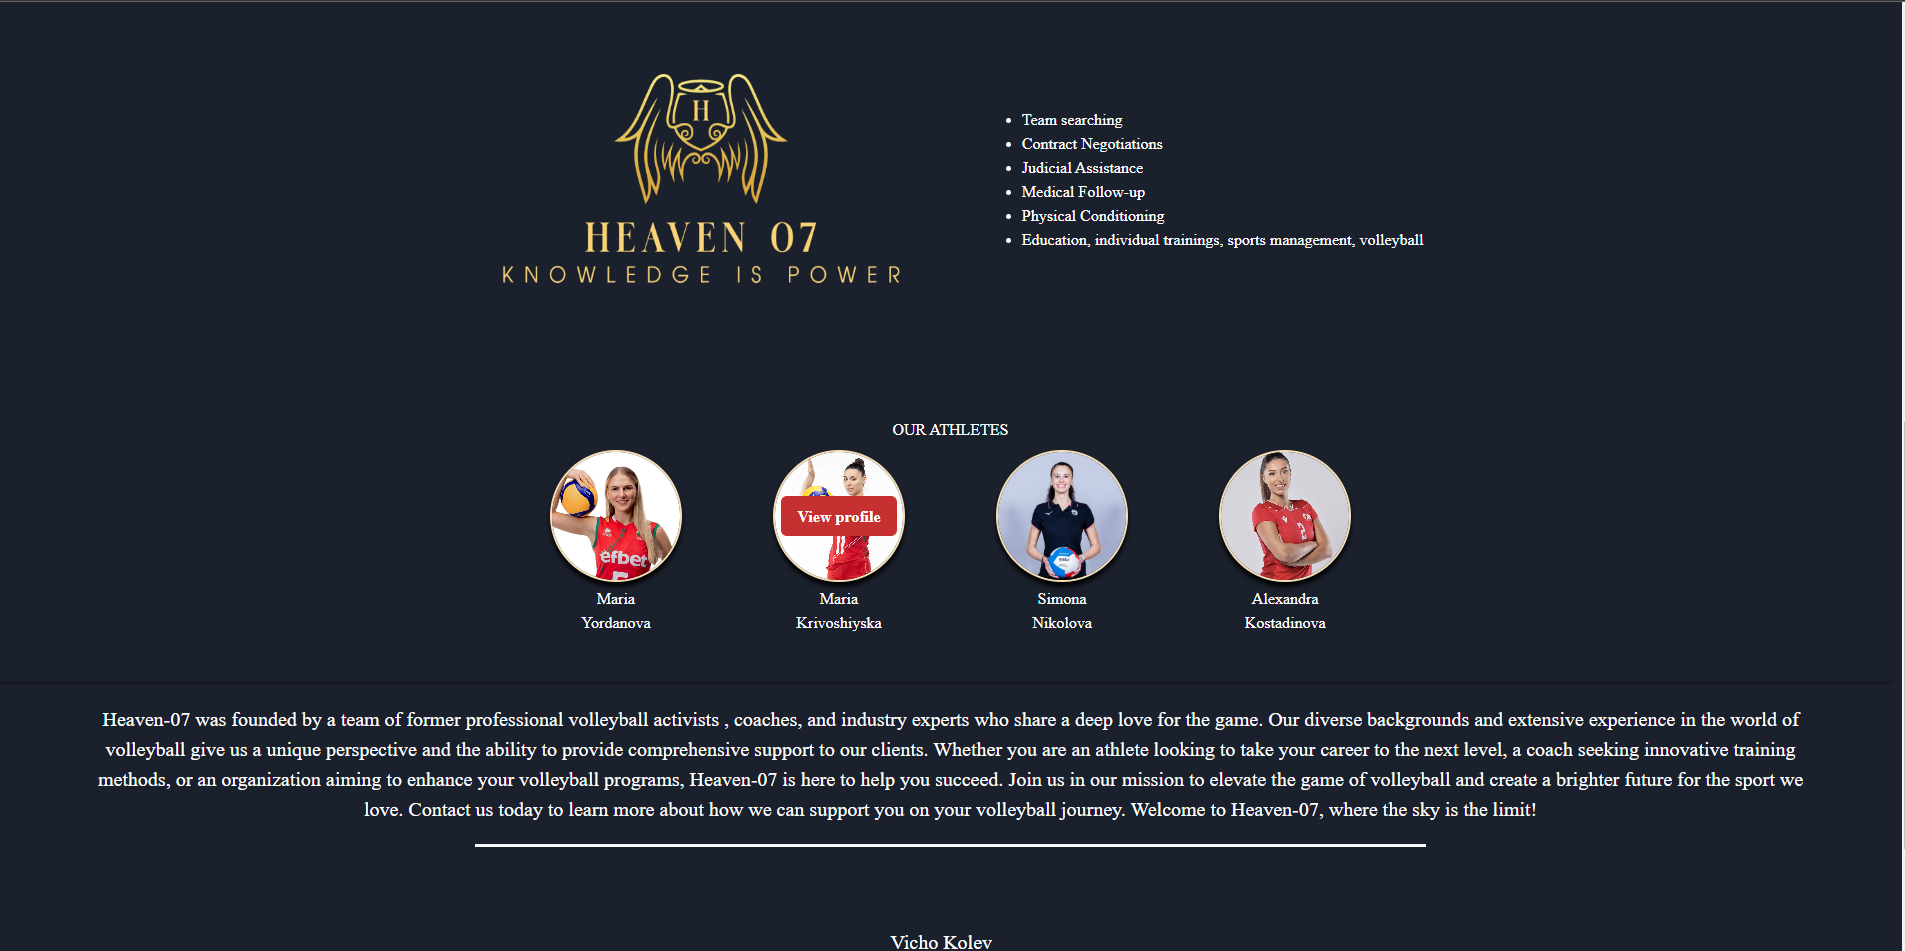 H
HEAVEN 07
KNOWLEDGE IS POWER
Team searching
Contract Negotiations
Judicial Assistance
Medical Follow-up
Physical Conditioning
Education, individual trainings, sports management, volleyball
OUR ATHLETES
efbet
5
View profile
11
2
Maria
Yordanova
Maria
Krivoshiyska
Simona
Nikolova
Alexandra
Kostadinova
Heaven-07 was founded by a team of former professional volleyball activists , coaches, and industry experts who share a deep love for the game. Our diverse backgrounds and extensive experience in the world of
volleyball give us a unique perspective and the ability to provide comprehensive support to our clients. Whether you are an athlete looking to take your career to the next level, a coach seeking innovative training
methods, or an organization aiming to enhance your volleyball programs, Heaven-07 is here to help you succeed. Join us in our mission to elevate the game of volleyball and create a brighter future for the sport we
love. Contact us today to learn more about how we can support you on your volleyball journey. Welcome to Heaven-07, where the sky is the limit!
Vicho Kolev